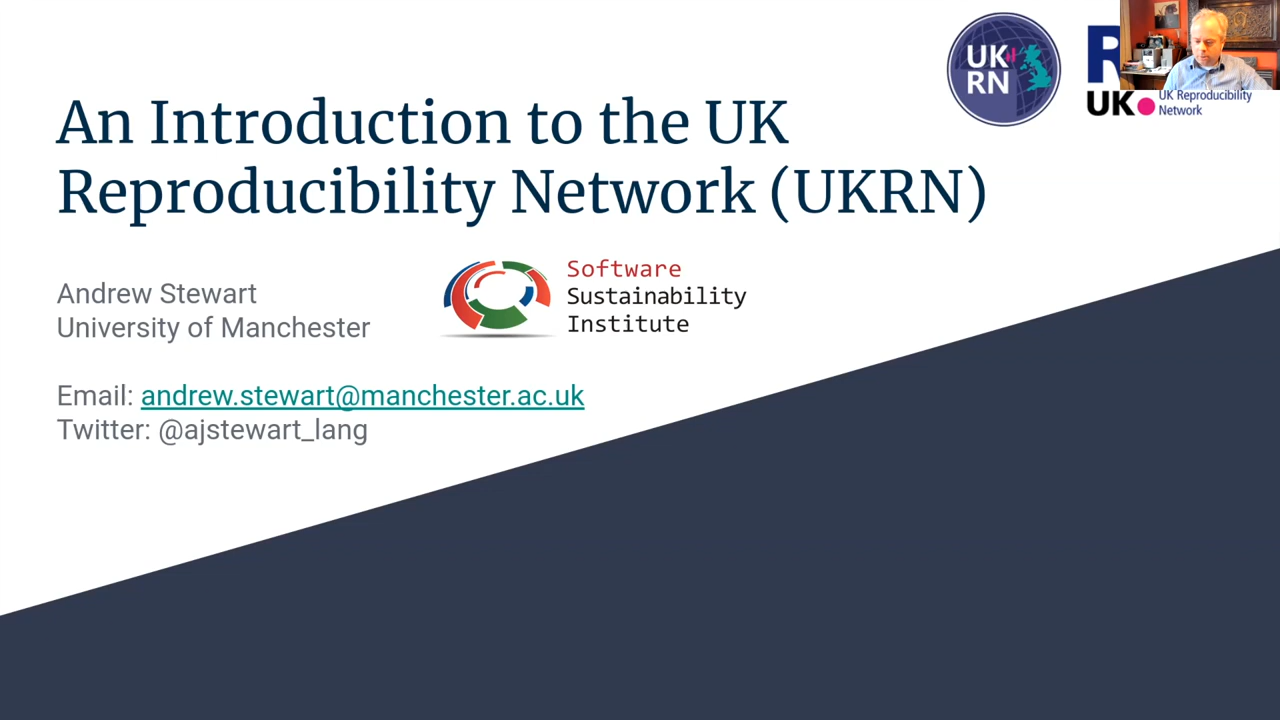 UK
RN
R
UK
UK Reproducibility
Network
An Introduction to the UK
Reproducibility Network (UKRN)
Andrew Stewart
University of Manchester
Software
Sustainability
Institute
Email: andrew.stewart@manchester.ac.uk
Twitter: @ajstewart_lang